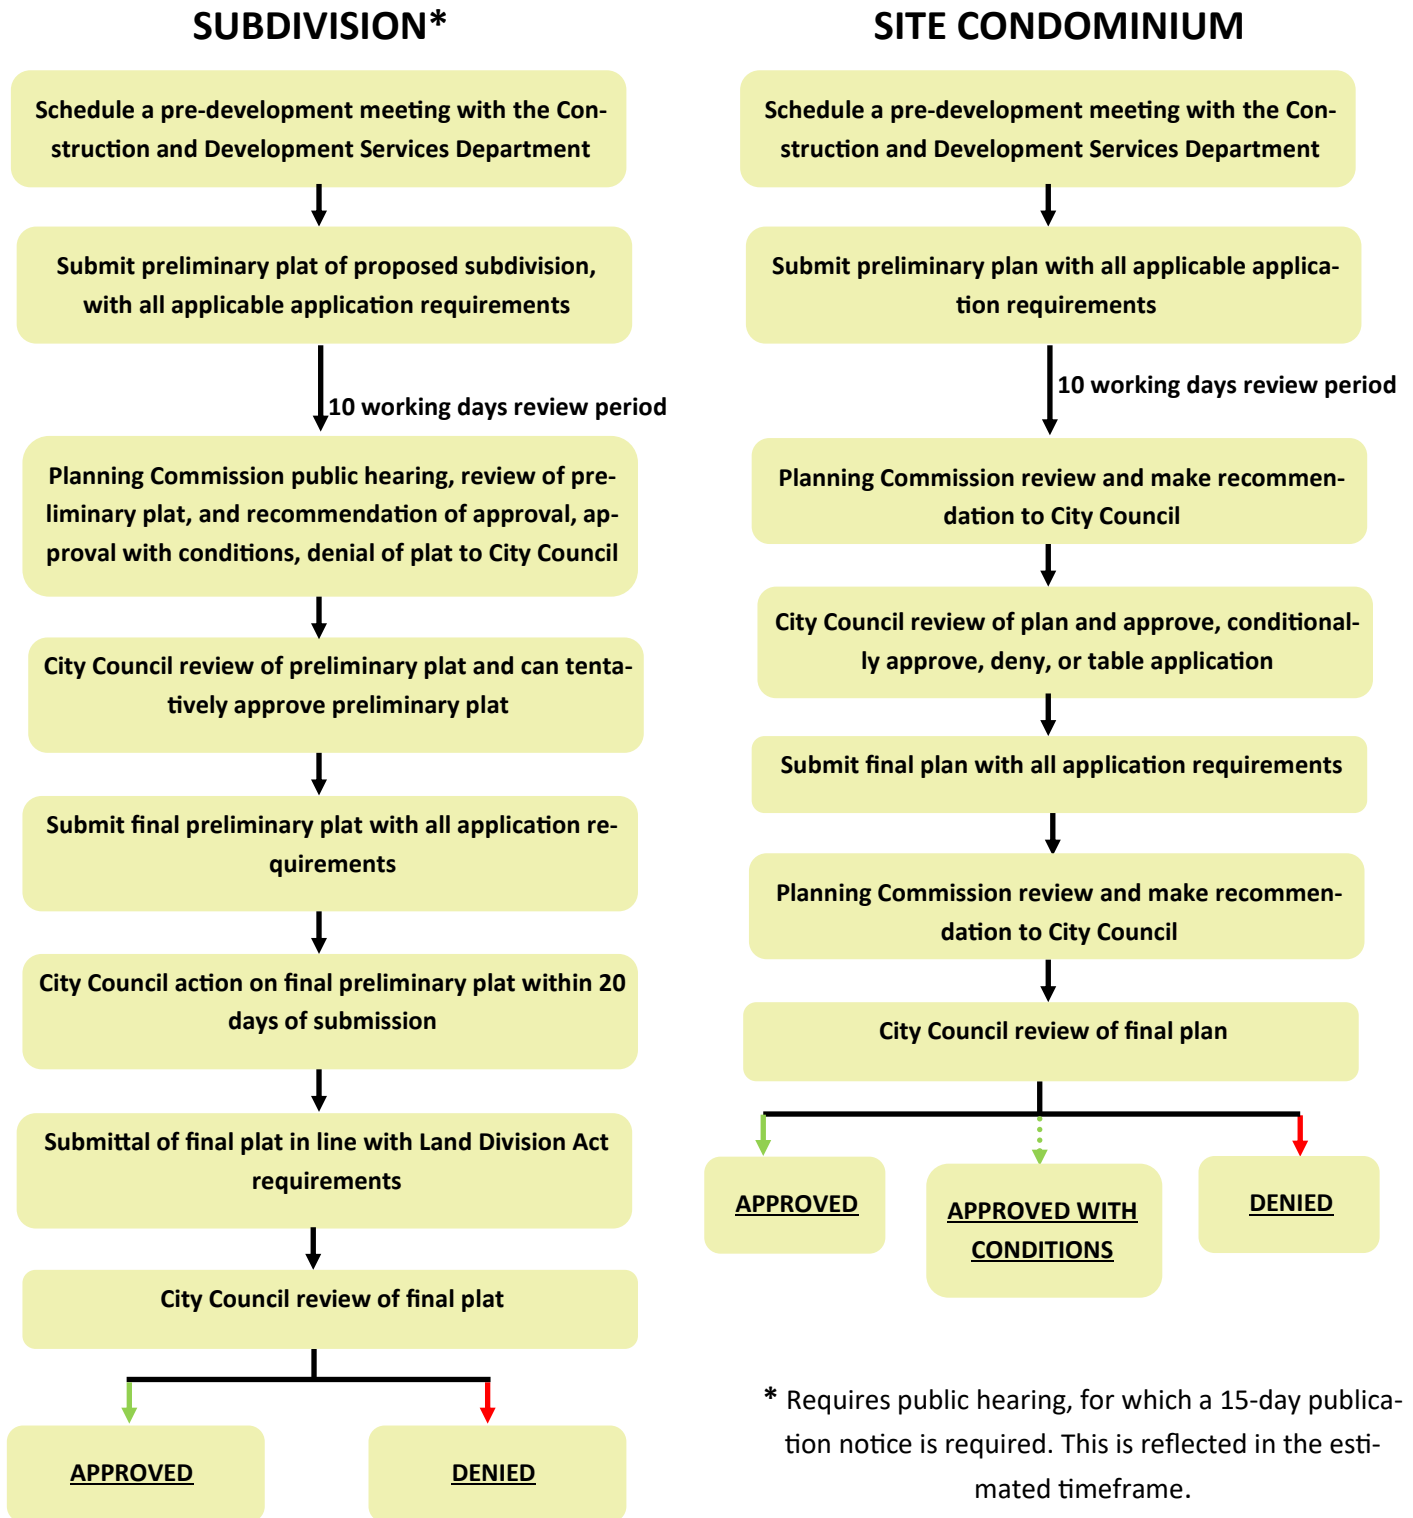 SUBDIVISION*
Schedule a pre-development meeting with the Con-
struction and Development Services Department
Submit preliminary plat of proposed subdivision,
with all applicable application requirements
10 working days review period
Planning Commission public hearing, review of pre-
liminary plat, and recommendation of approval, ap-
proval with conditions, denial of plat to City Council
City Council review of preliminary plat and can tenta-
tively approve preliminary plat
Submit final preliminary plat with all application re-
quirements
City Council action on final preliminary plat within 20
days of submission
Submittal of final plat in line with Land Division Act
requirements
City Council review of final plat
APPROVED
DENIED
SITE CONDOMINIUM
Schedule a pre-development meeting with the Con-
struction and Development Services Department
Submit preliminary plan with all applicable applica-
tion requirements
10 working days review period
Planning Commission review and make recommen-
dation to City Council
City Council review of plan and approve, conditional-
ly approve, deny, or table application
Submit final plan with all application requirements
Planning Commission review and make recommen-
dation to City Council
City Council review of final plan
APPROVED
APPROVED WITH
CONDITIONS
DENIED
* Requires public hearing, for which a 15-day publica-
tion notice is required. This is reflected in the esti-
mated timeframe.